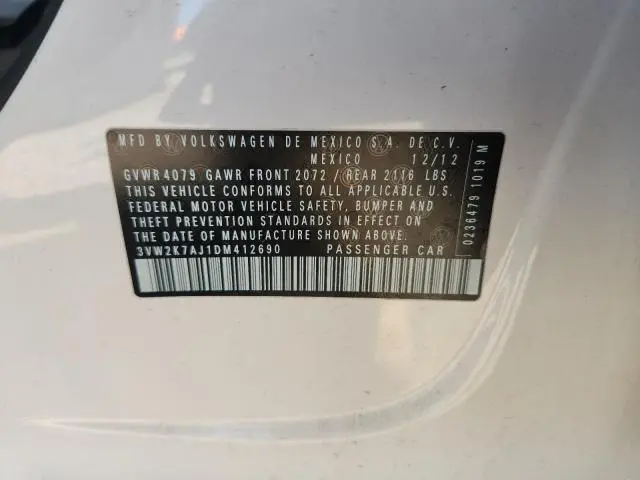 MFD BY VOLKSWAGEN DE MEXICO S.A. DE C.V.
MEXICO 12/12
GVWR 4079 GAWR FRONT 2072 / REAR 2116 LBS
THIS VEHICLE CONFORMS TO ALL APPLICABLE U.S.
FEDERAL MOTOR VEHICLE SAFETY, BUMPER AND
THEFT PREVENTION STANDARDS IN EFFECT ON
THE DATE OF MANUFACTURE SHOWN ABOVE.
3VW2K7AJ1DM412690 PASSENGER CAR
0236479 1019 M